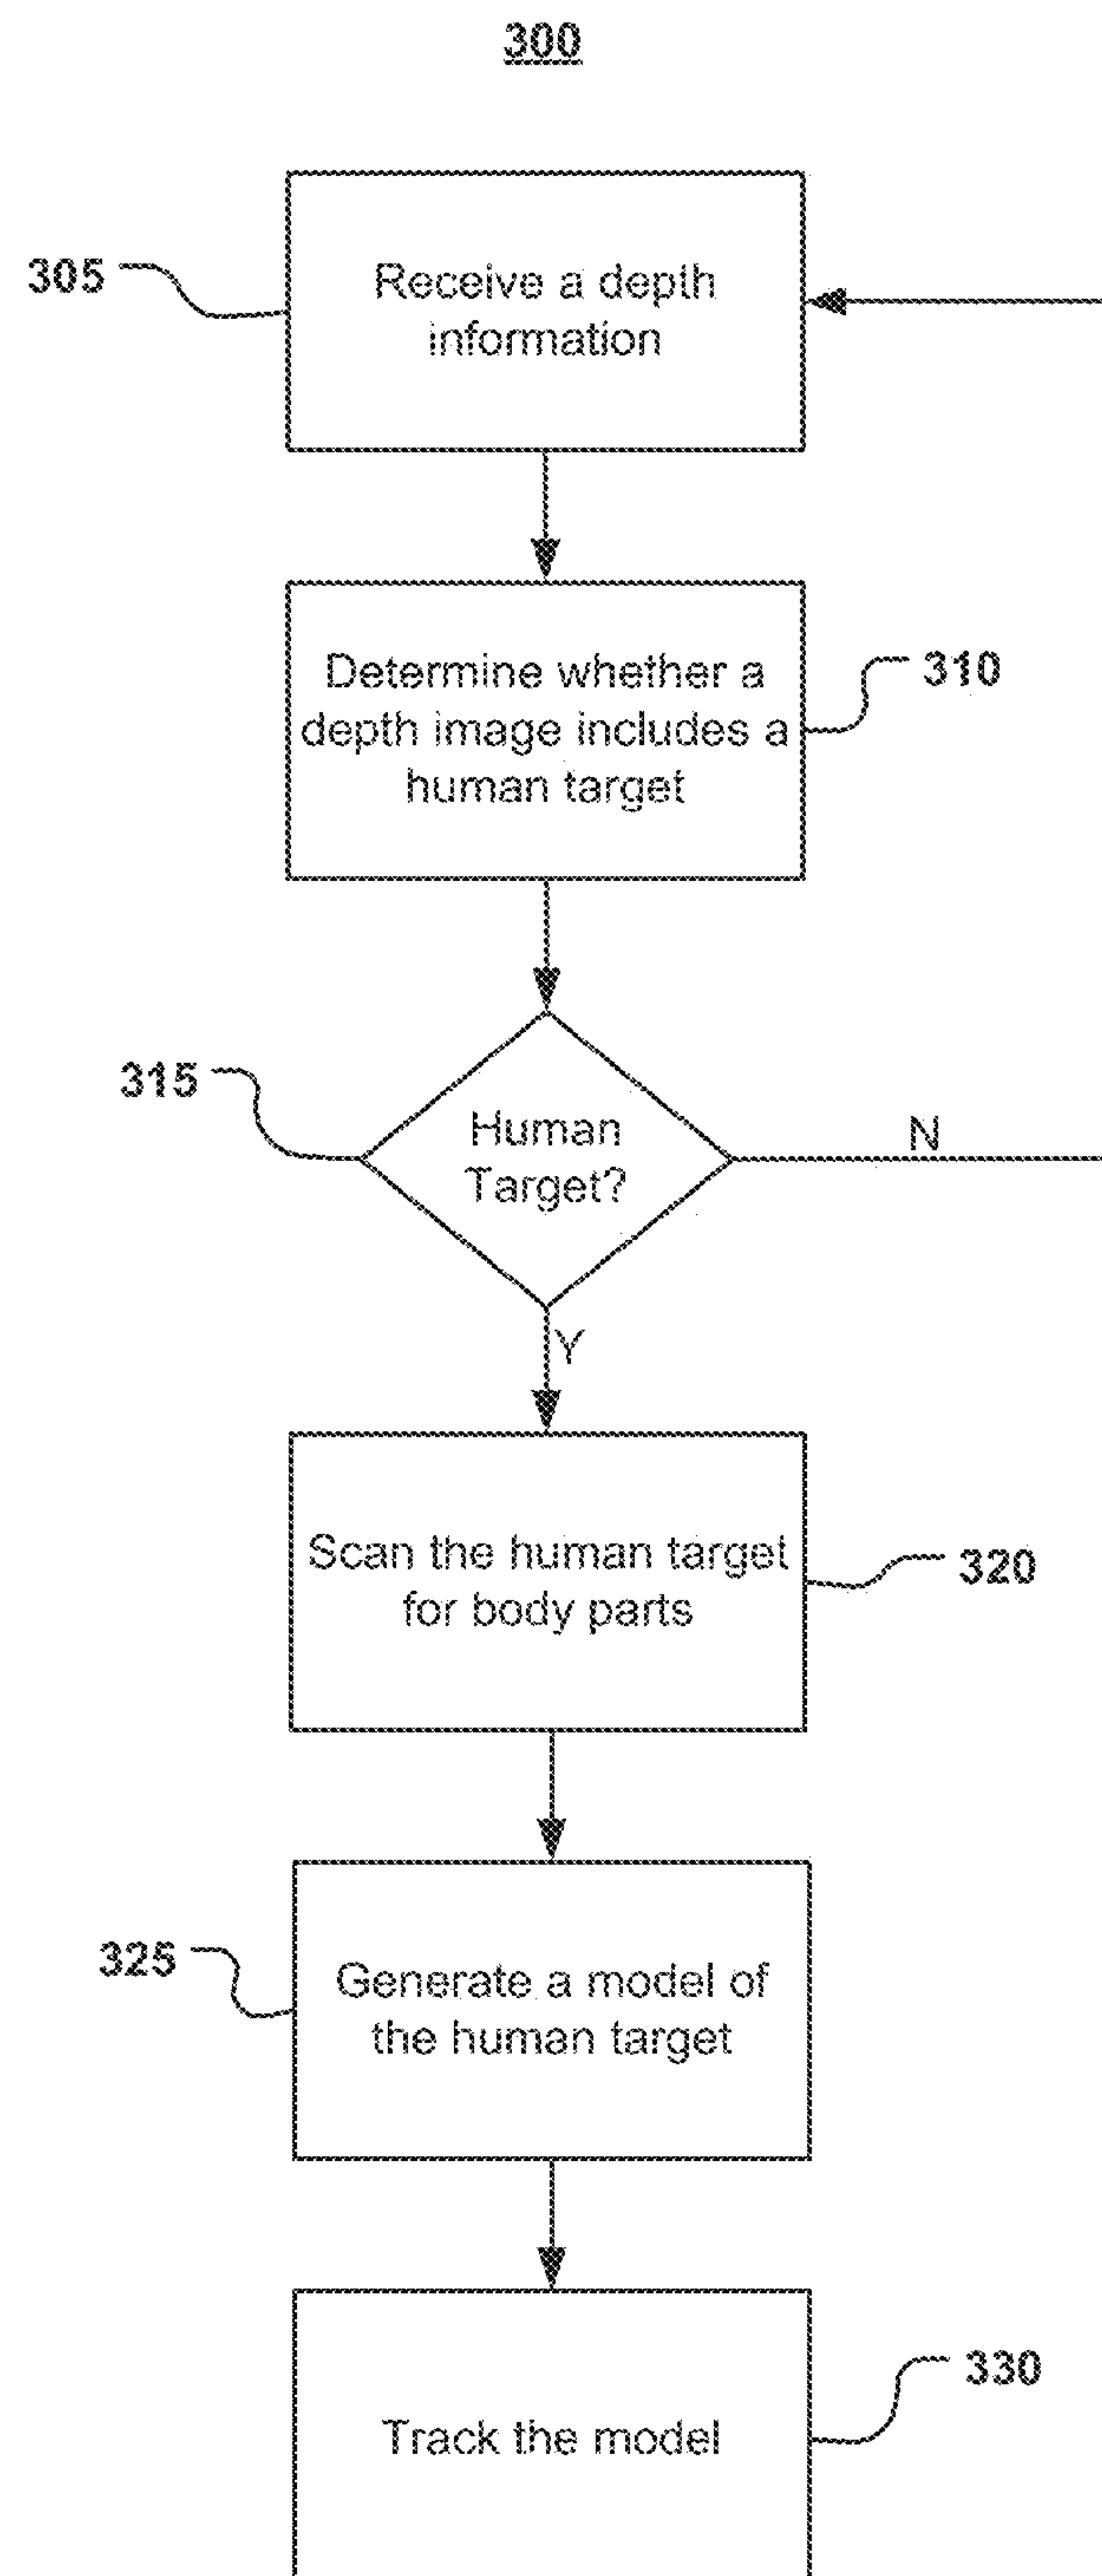 300
305
Receive a depth
information
Determine whether a
depth image includes a
human target
310
315
Human
Target?
N
Y
Scan the human target
for body parts
320
325
Generate a model of
the human target
330
Track the model